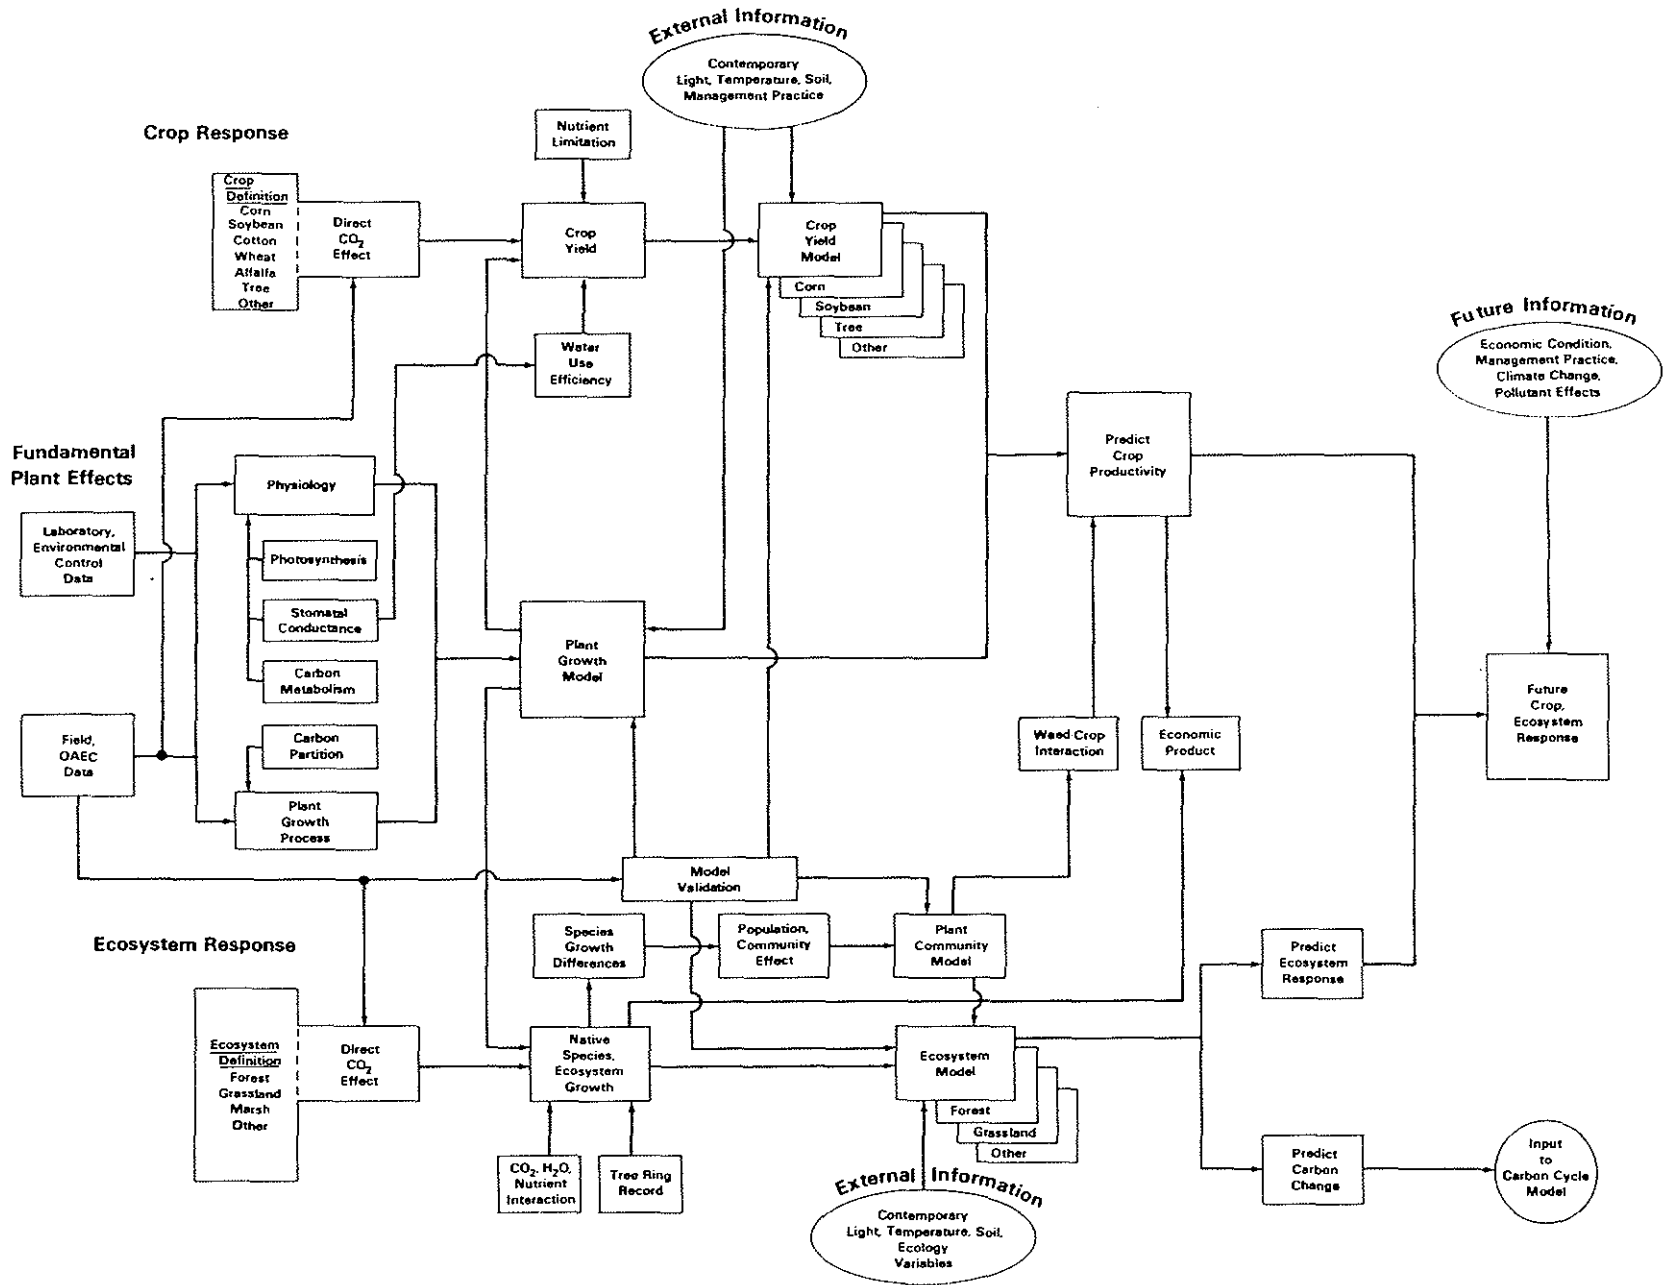 External Information
Contemporary
Light, Temperature, Soil,
Management Practice
Crop Response
Nutrient
Limitation
Crop
Definition
Corn
Soybean
Cotton
Wheat
Alfalfa
Tree
Other
Direct
CO₂
Effect
Crop
Yield
Crop
Yield
Model
Corn
Soybean
Tree
Other
Water
Use
Efficiency
Future Information
Economic Condition,
Management Practice,
Climate Change,
Pollutant Effects
Fundamental
Plant Effects
Laboratory,
Environmental
Control
Data
Physiology
Photosynthesis
Stomatal
Conductance
Carbon
Metabolism
Predict
Crop
Productivity
Plant
Growth
Model
Field,
OAEC
Data
Carbon
Partition
Plant
Growth
Process
Weed-Crop
Interaction
Economic
Product
Future
Crop,
Ecosystem
Response
Model
Validation
Ecosystem Response
Species
Growth
Differences
Population,
Community
Effect
Plant
Community
Model
Predict
Ecosystem
Response
Ecosystem
Definition
Forest
Grassland
Marsh
Other
Direct
CO₂
Effect
Native
Species,
Ecosystem
Growth
Ecosystem
Model
Forest
Grassland
Other
CO₂, H₂O,
Nutrient
Interaction
Tree Ring
Record
Predict
Carbon
Change
Input
to
Carbon Cycle
Model
External Information
Contemporary
Light, Temperature, Soil,
Ecology
Variables